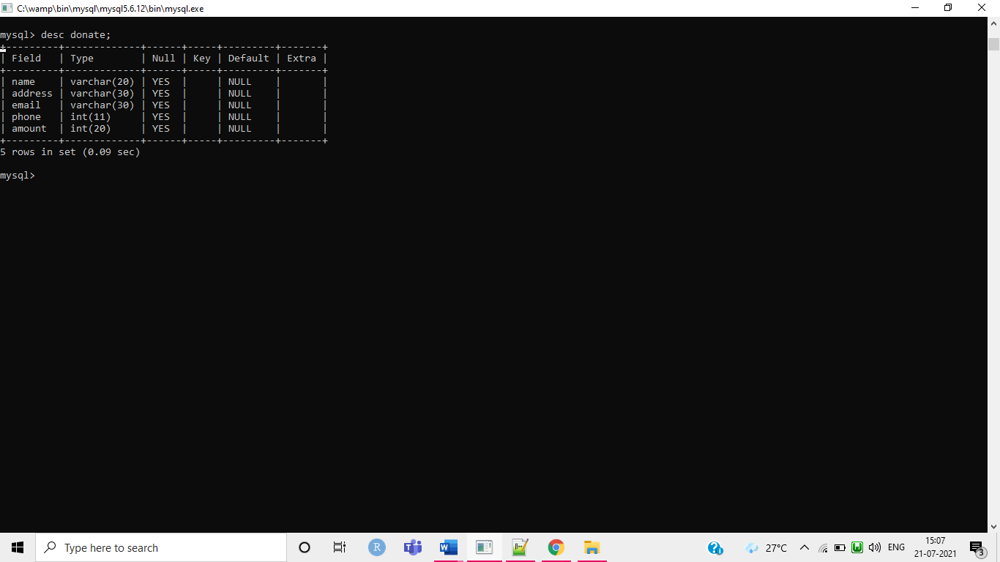 C:\wamp\bin\mysql\mysql5.6.12\bin\mysql.exe
mysql> desc donate;
+---------+-------------+------+-----+---------+-------+
| Field   | Type        | Null | Key | Default | Extra |
+---------+-------------+------+-----+---------+-------+
| name    | varchar(20) | YES  |     | NULL    |       |
| address | varchar(30) | YES  |     | NULL    |       |
| email   | varchar(30) | YES  |     | NULL    |       |
| phone   | int(11)     | YES  |     | NULL    |       |
| amount  | int(20)     | YES  |     | NULL    |       |
+---------+-------------+------+-----+---------+-------+
5 rows in set (0.09 sec)
mysql>
Type here to search
R
T
W
27°C
ENG
15:07
21-07-2021
3